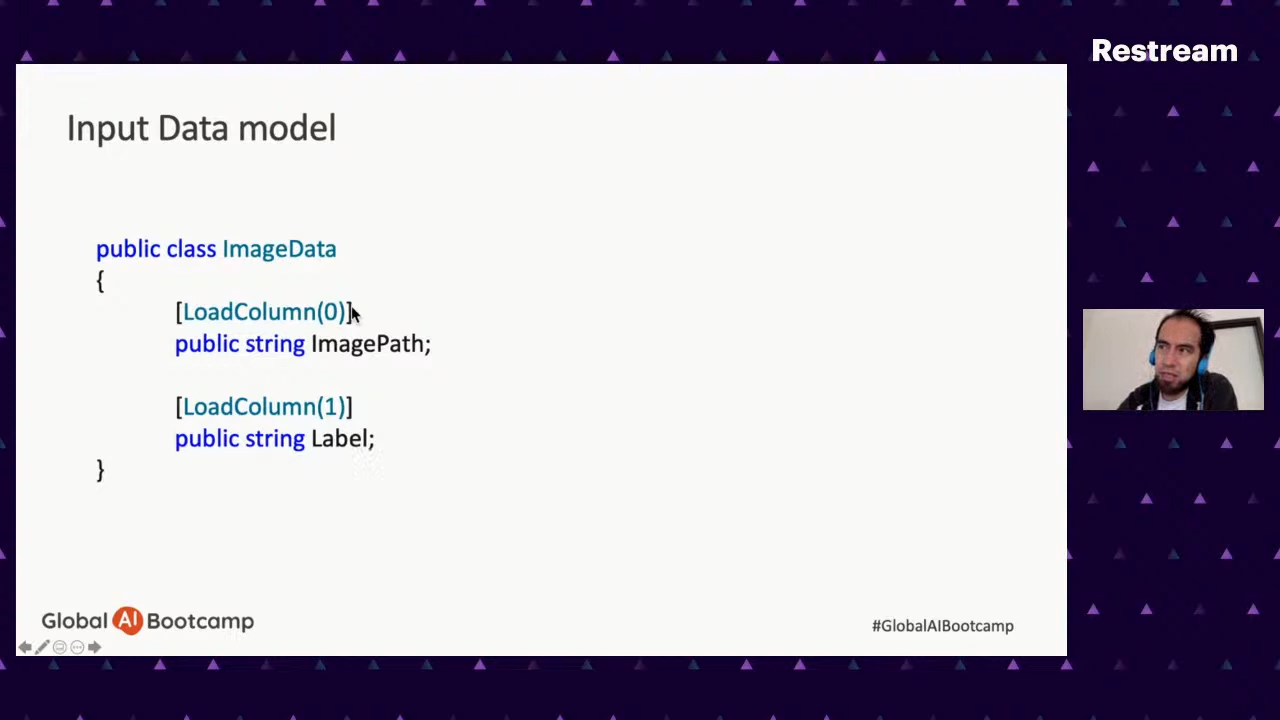 Restream
Input Data model
public class ImageData
{
[LoadColumn(0)]
public string ImagePath;
[LoadColumn(1)]
public string Label;
}
Global AI Bootcamp
#GlobalAIBootcamp